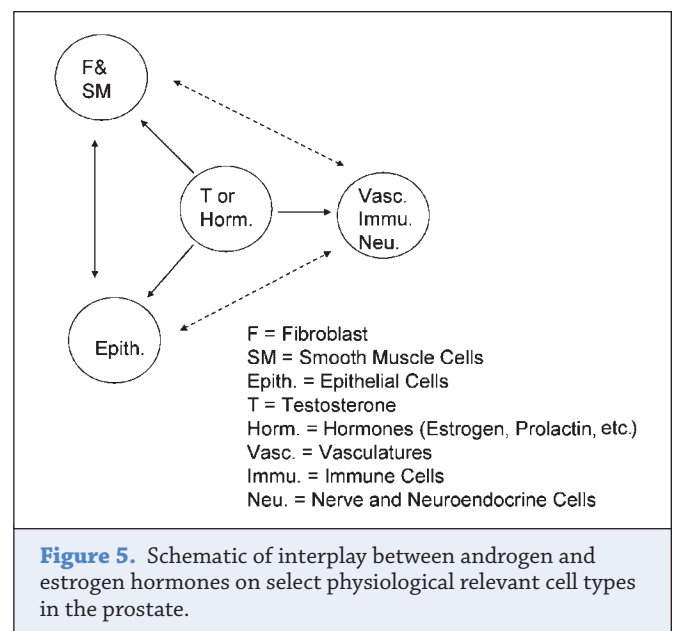 F&
SM
T or
Horm.
Vasc.
Immu.
Neu.
Epith.
F = Fibroblast
SM = Smooth Muscle Cells
Epith. = Epithelial Cells
T = Testosterone
Horm. = Hormones (Estrogen, Prolactin, etc.)
Vasc. = Vasculatures
Immu. = Immune Cells
Neu. = Nerve and Neuroendocrine Cells
Figure 5. Schematic of interplay between androgen and
estrogen hormones on select physiological relevant cell types
in the prostate.